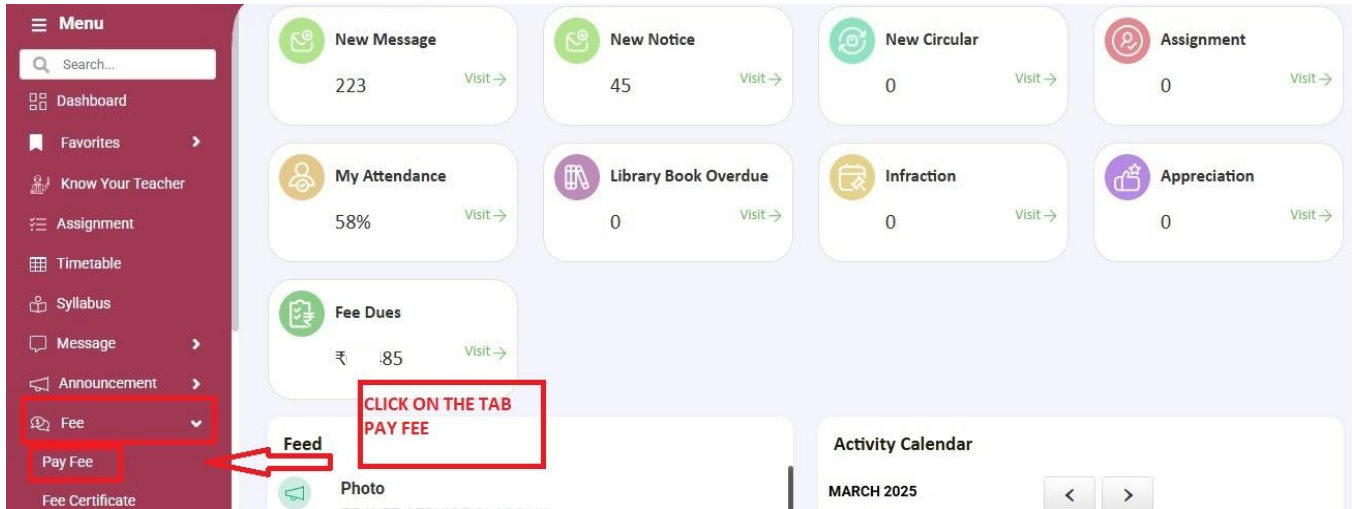 Menu
Search...
Dashboard
Favorites
Know Your Teacher
Assignment
Timetable
Syllabus
Message
Announcement
Fee
Pay Fee
Fee Certificate
New Message
223
Visit
New Notice
45
Visit
New Circular
0
Visit
Assignment
0
Visit
My Attendance
58%
Visit
Library Book Overdue
0
Visit
Infraction
0
Visit
Appreciation
0
Visit
Fee Dues
₹ 485
Visit
CLICK ON THE TAB
PAY FEE
Feed
Photo
Activity Calendar
MARCH 2025